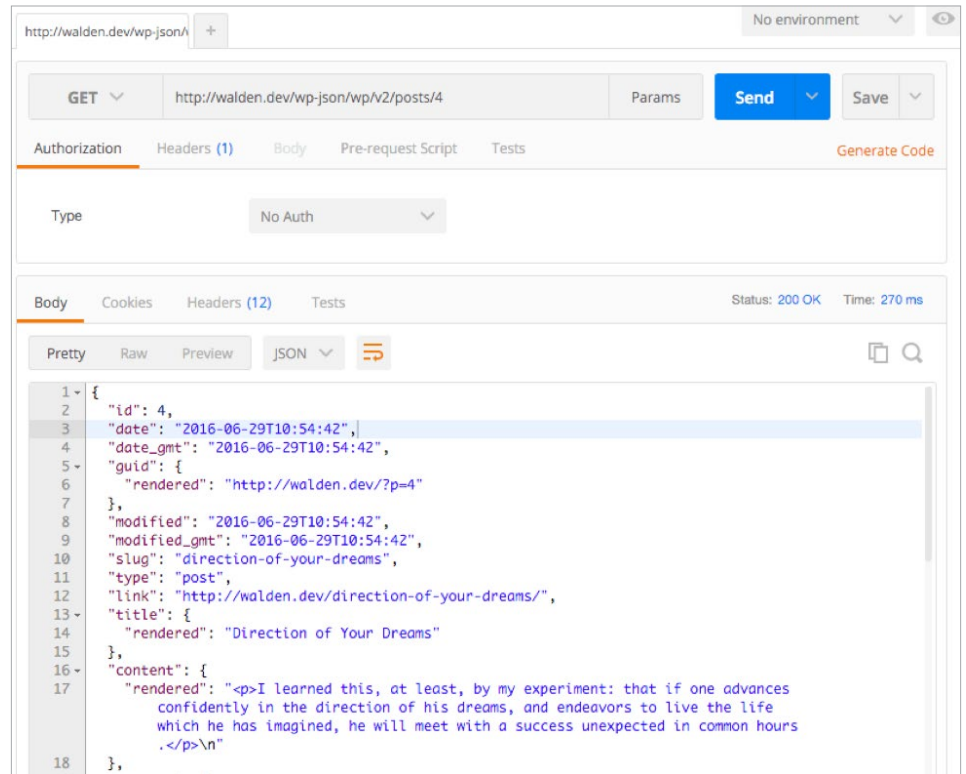 No environment
http://walden.dev/wp-json/v
+
GET http://walden.dev/wp-json/wp/v2/posts/4 Params Send Save
Authorization Headers (1) Body Pre-request Script Tests Generate Code
Type No Auth
Body Cookies Headers (12) Tests Status: 200 OK Time: 270 ms
Pretty Raw Preview JSON
1 {
2 "id": 4,
3 "date": "2016-06-29T10:54:42",
4 "date_gmt": "2016-06-29T10:54:42",
5 "guid": {
6 "rendered": "http://walden.dev/?p=4"
7 },
8 "modified": "2016-06-29T10:54:42",
9 "modified_gmt": "2016-06-29T10:54:42",
10 "slug": "direction-of-your-dreams",
11 "type": "post",
12 "link": "http://walden.dev/direction-of-your-dreams/",
13 "title": {
14 "rendered": "Direction of Your Dreams"
15 },
16 "content": {
17 "rendered": "<p>I learned this, at least, by my experiment: that if one advances
confidently in the direction of his dreams, and endeavors to live the life
which he has imagined, he will meet with a success unexpected in common hours
.</p>\n"
18 },